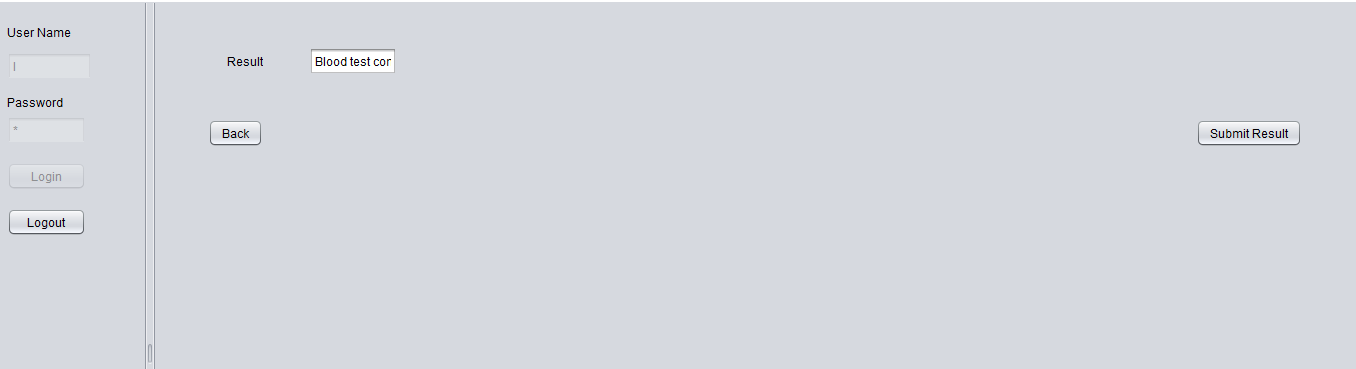 User Name
l
Password
*
Login
Logout
Result
Blood test cor
Back
Submit Result